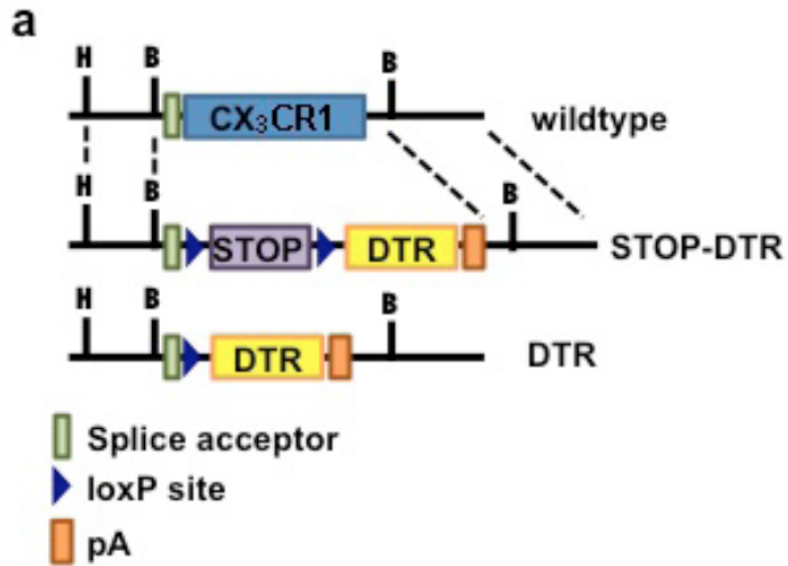 a
H B B
CX₃CR1 wildtype
H B B
STOP DTR STOP-DTR
H B B
DTR DTR
Splice acceptor
loxP site
pA